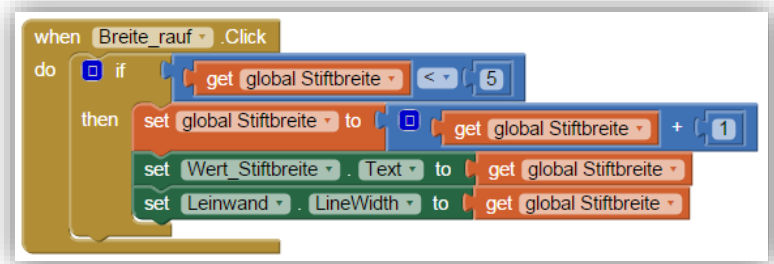 when Breite_rauf .Click
do if get global Stiftbreite < 5
then set global Stiftbreite to get global Stiftbreite + 1
set Wert_Stiftbreite . Text to get global Stiftbreite
set Leinwand . LineWidth to get global Stiftbreite